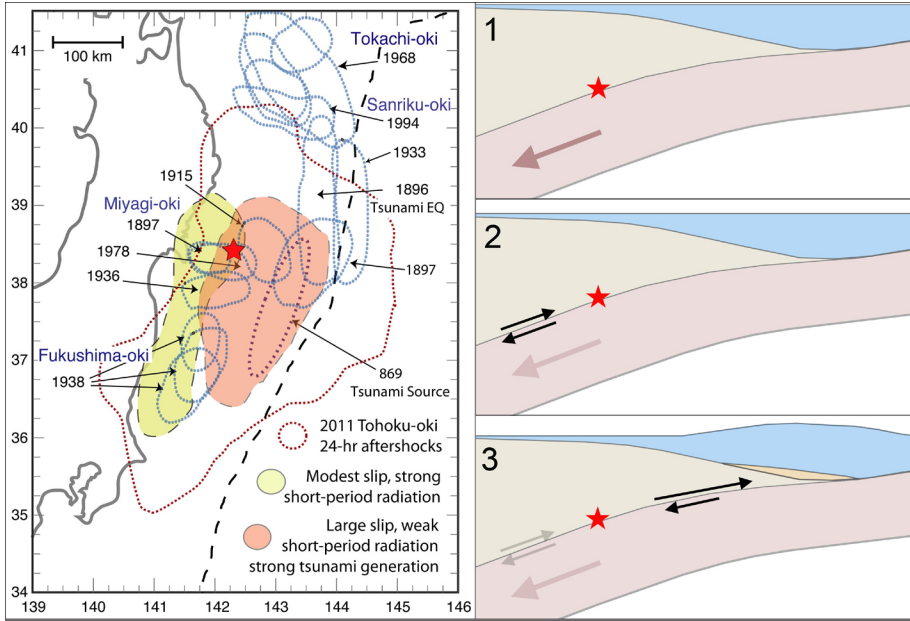 41
40
39
38
37
36
35
34
139
140
141
142
143
144
145
146
100 km
Tokachi-oki
1968
Sanriku-oki
1994
1933
1915
1896
Tsunami EQ
Miyagi-oki
1897
1978
1936
1897
Fukushima-oki
1938
869
Tsunami Source
2011 Tohoku-oki
24-hr aftershocks
Modest slip, strong
short-period radiation
Large slip, weak
short-period radiation
strong tsunami generation
1
2
3